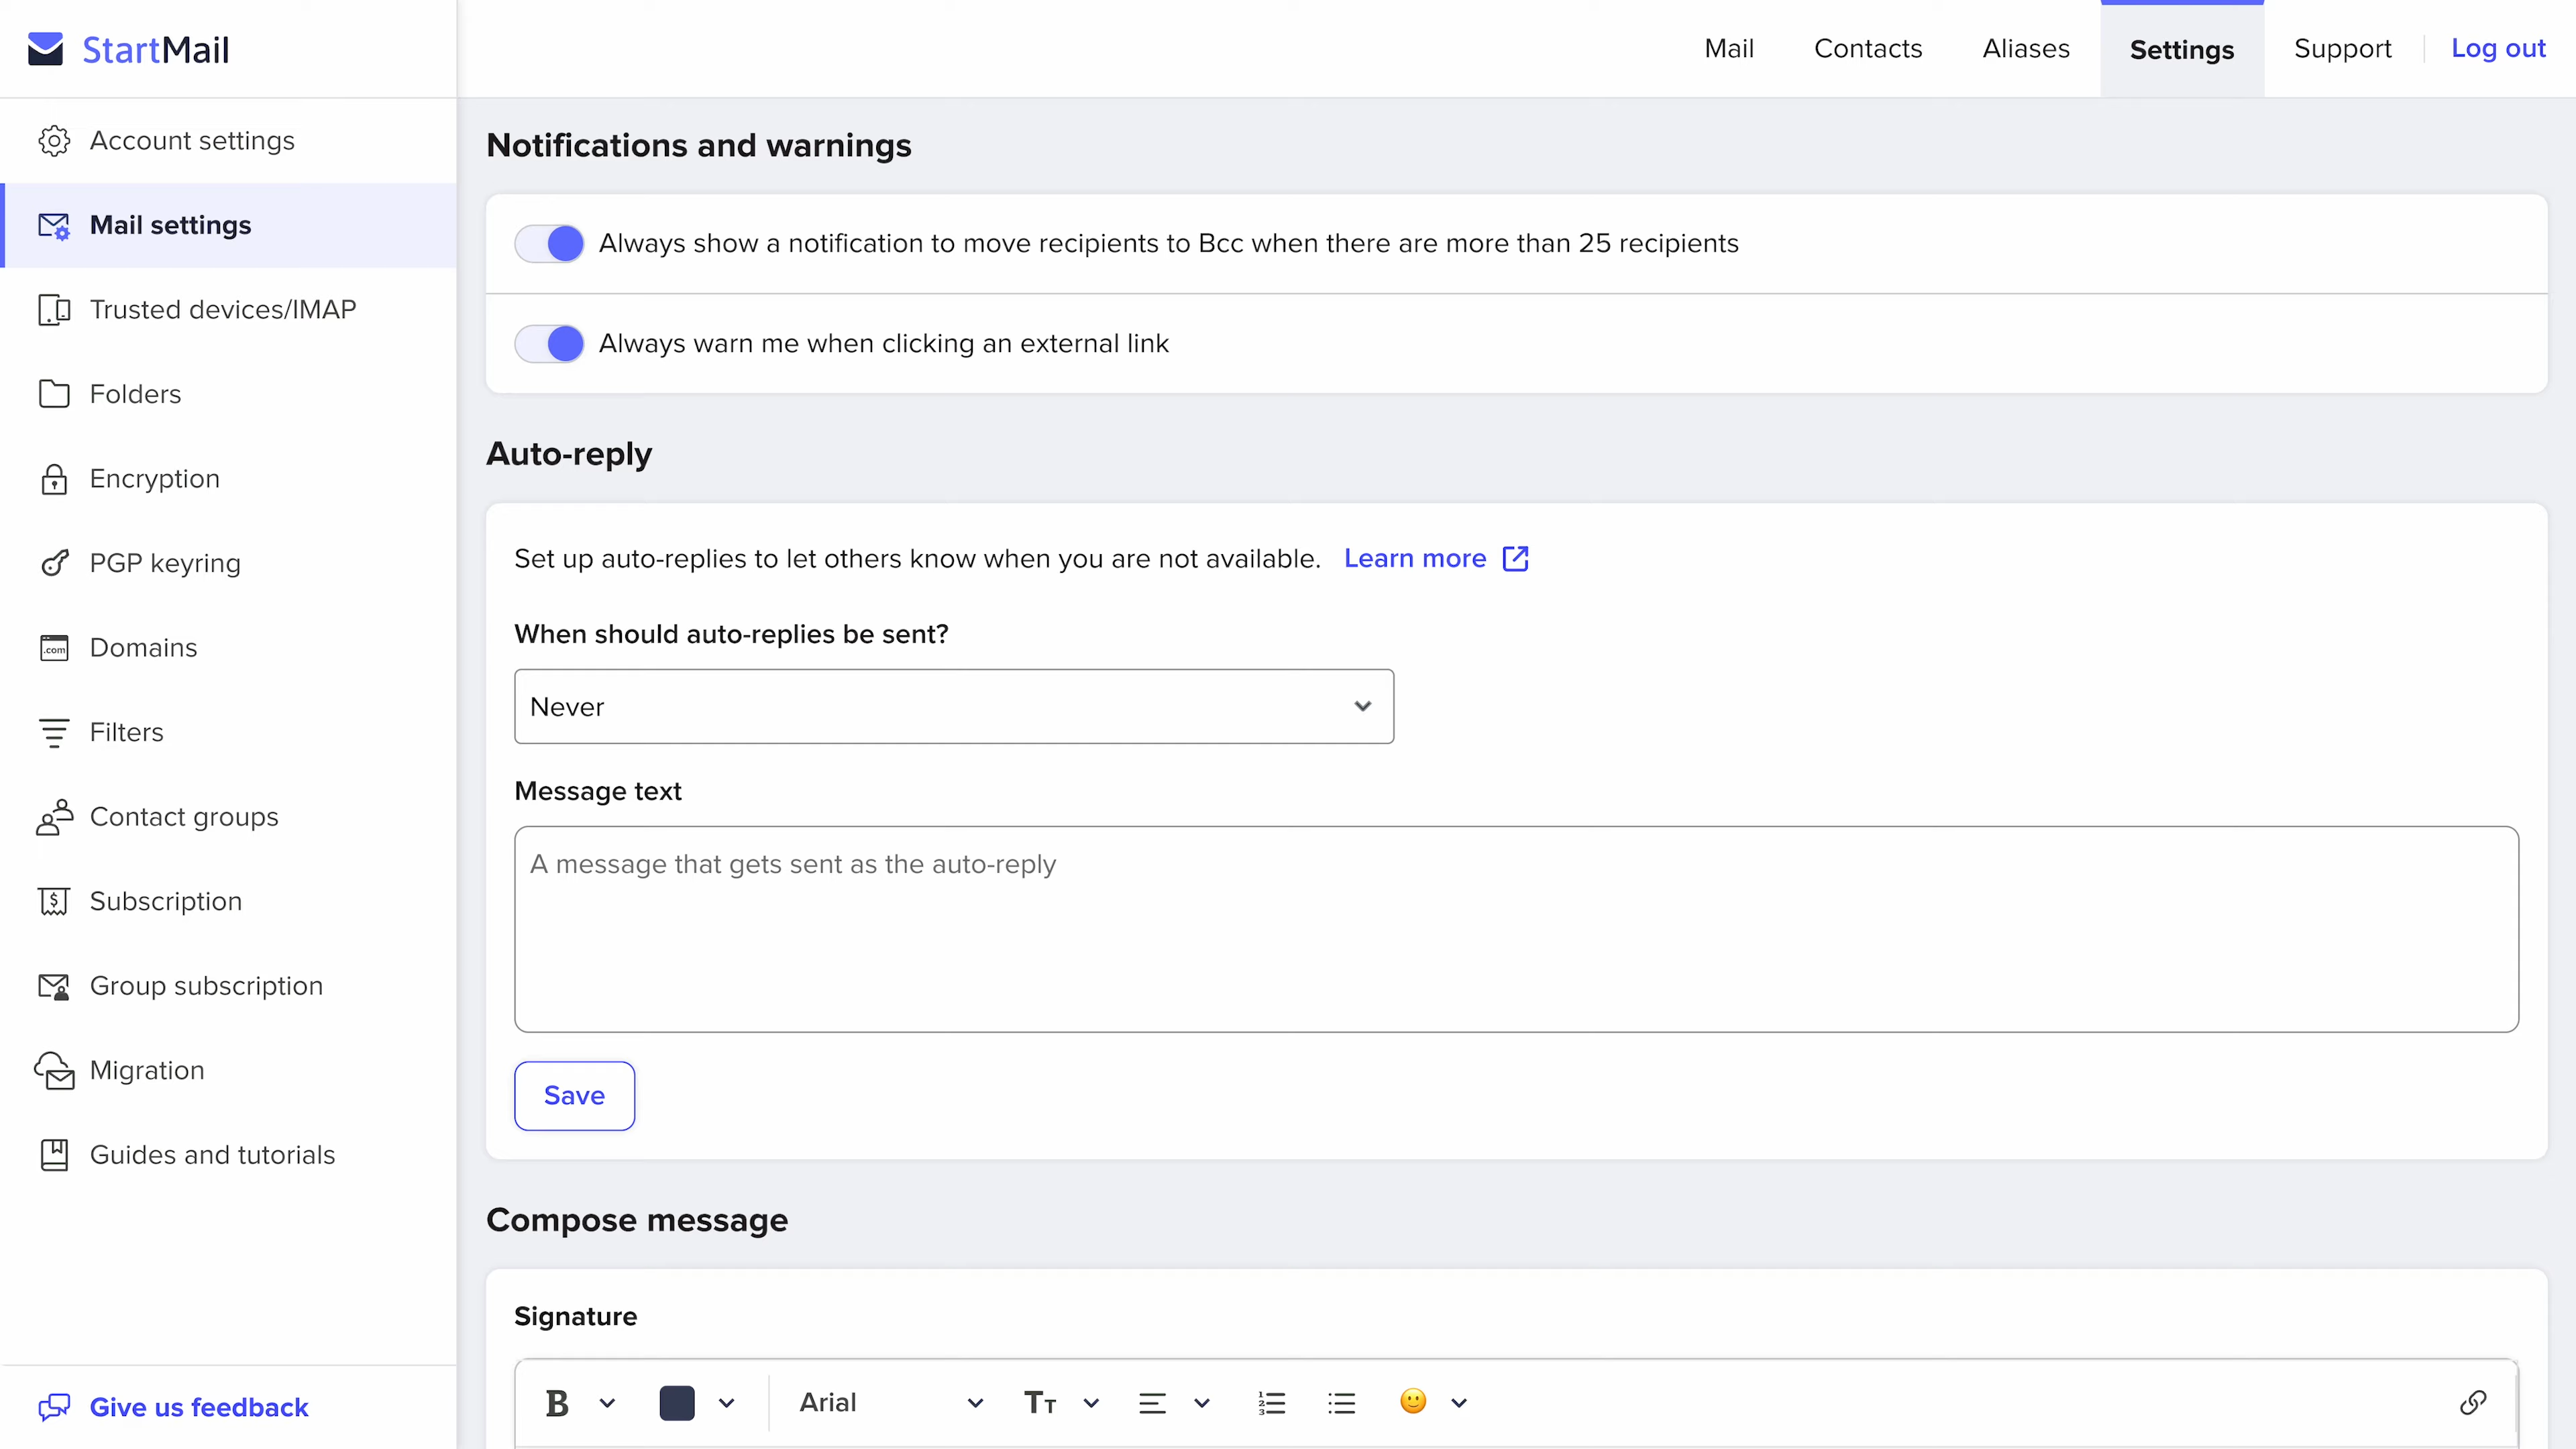 StartMail
Mail
Contacts
Aliases
Settings
Support
Log out
Account settings
Mail settings
Trusted devices/IMAP
Folders
Encryption
PGP keyring
.com
Domains
Filters
Contact groups
$
Subscription
Group subscription
Migration
Guides and tutorials
Give us feedback
Notifications and warnings
Always show a notification to move recipients to Bcc when there are more than 25 recipients
Always warn me when clicking an external link
Auto-reply
Set up auto-replies to let others know when you are not available. Learn more
When should auto-replies be sent?
Never
Message text
A message that gets sent as the auto-reply
Save
Compose message
Signature
B
Arial
TT
1
2
3